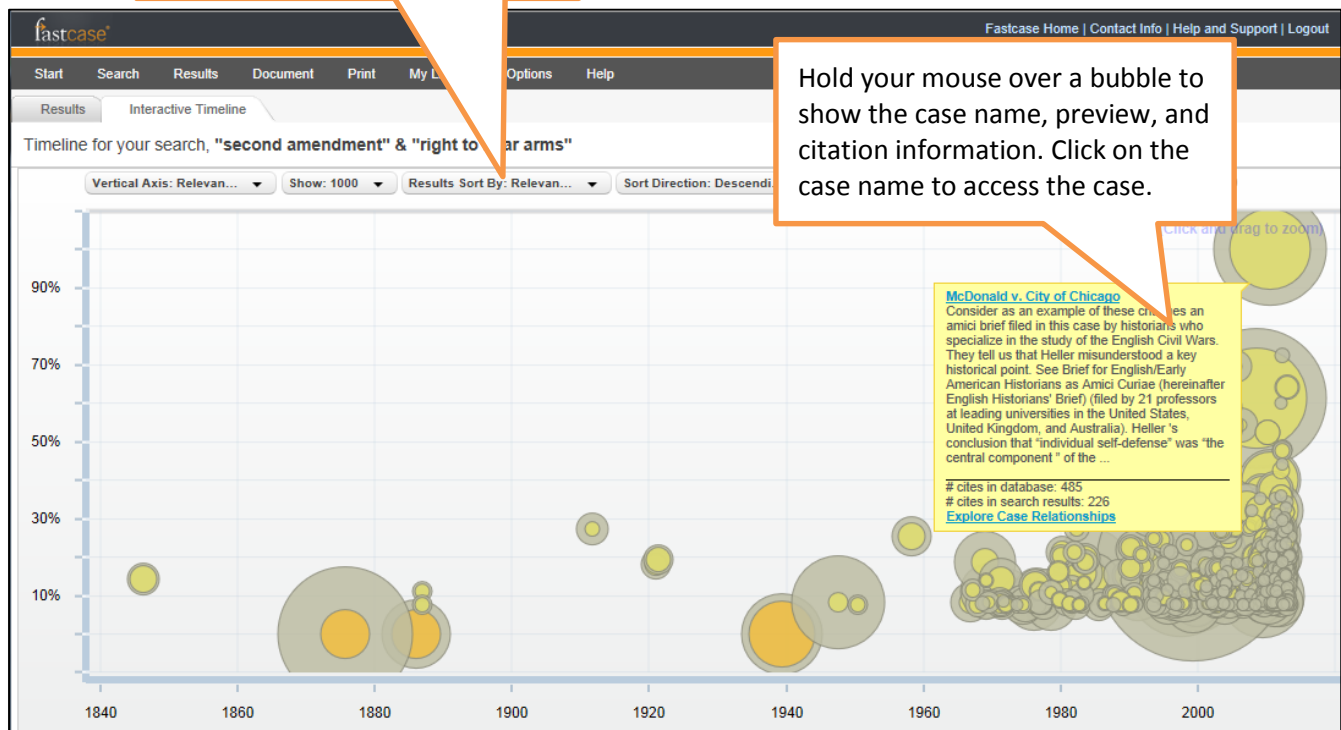 fastcase®
Fastcase Home | Contact Info | Help and Support | Logout
Start Search Results Document Print My L Options Help
Results Interactive Timeline
Timeline for your search, "second amendment" & "right to ar arms"
Hold your mouse over a bubble to
show the case name, preview, and
citation information. Click on the
case name to access the case.
Vertical Axis: Relevan... Show: 1000 Results Sort By: Relevan... Sort Direction: Descendi
Click and drag to zoom)
McDonald v. City of Chicago
Consider as an example of these es an
amici brief filed in this case by historians who
specialize in the study of the English Civil Wars.
They tell us that Heller misunderstood a key
historical point. See Brief for English/Early
American Historians as Amici Curiae (hereinafter
English Historians' Brief) (filed by 21 professors
at leading universities in the United States,
United Kingdom, and Australia). Heller 's
conclusion that "individual self-defense" was "the
central component " of the ...
# cites in database: 485
# cites in search results: 226
Explore Case Relationships
90%
70%
50%
30%
10%
1840 1860 1880 1900 1920 1940 1960 1980 2000